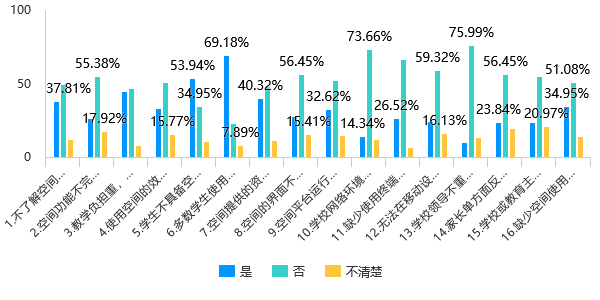 100
50
0
37.81%
55.38%
17.92%
15.77%
53.94%
34.95%
69.18%
7.89%
40.32%
56.45%
15.41%
32.62%
14.34%
73.66%
26.52%
59.32%
16.13%
75.99%
23.84%
56.45%
20.97%
34.95%
51.08%
1.不了解空间...
2.空间功能不完...
3.教学负担重，...
4.使用空间的效...
5.学生不具备空...
6.多数学生使用...
7.空间提供的资...
8.空间的界面不...
9.空间平台运行...
10.学校网络环境...
11.缺少使用终端...
12.无法在移动设...
13.学校领导不重...
14.家长单方面反...
15.学校或教育主...
16.缺少空间使用...
是 否 不清楚